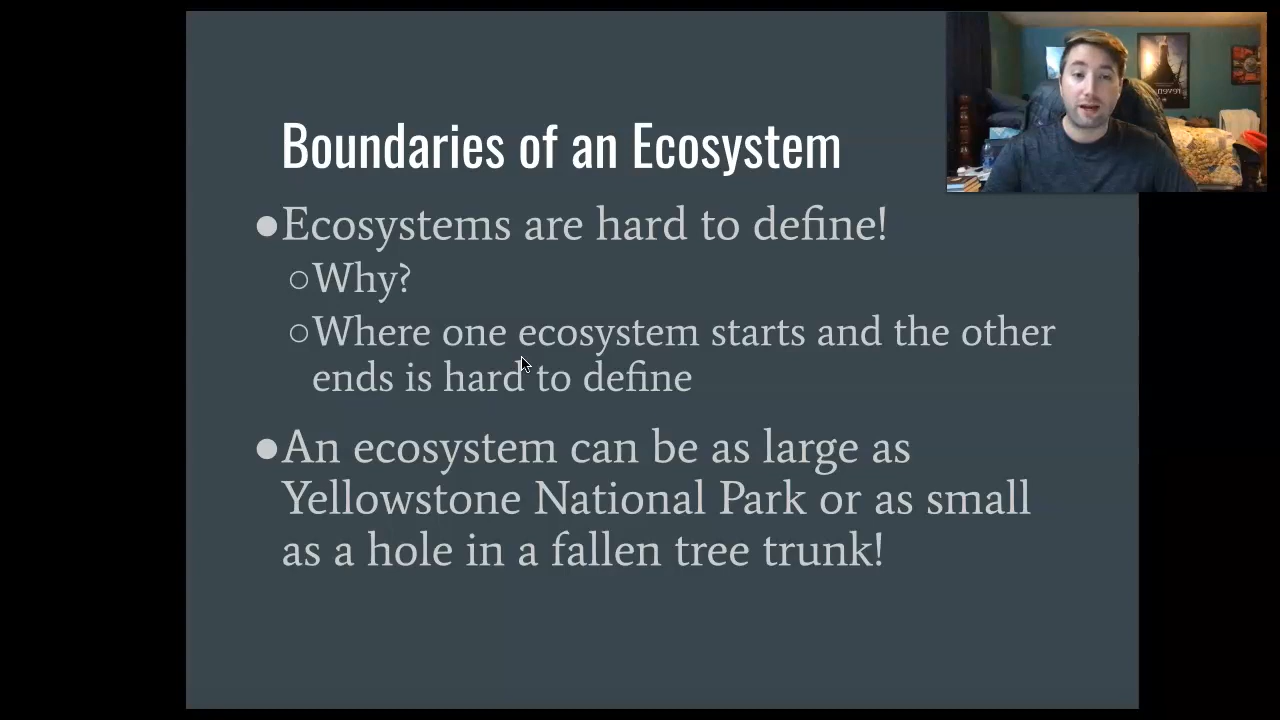 Boundaries of an Ecosystem
●Ecosystems are hard to define!
○Why?
○Where one ecosystem starts and the other
ends is hard to define
●An ecosystem can be as large as
Yellowstone National Park or as small
as a hole in a fallen tree trunk!